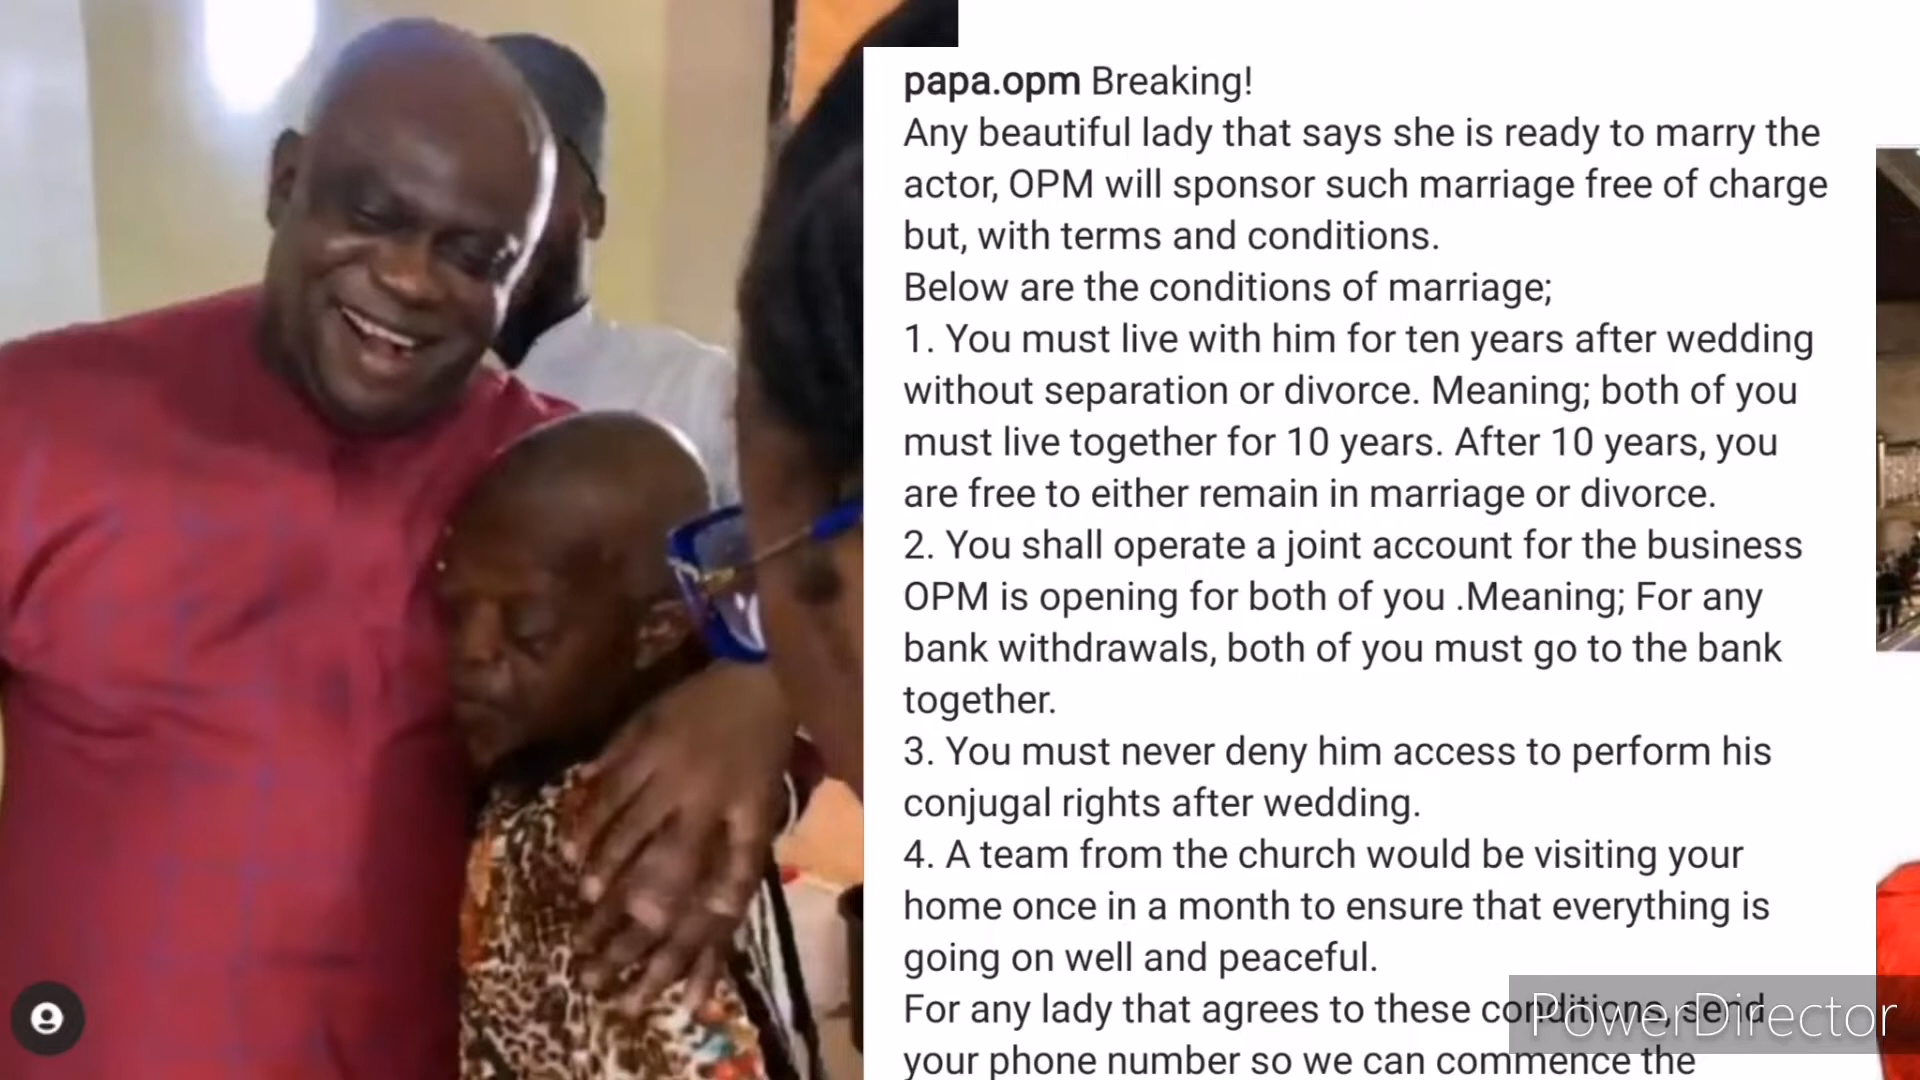 papa.opm Breaking!
Any beautiful lady that says she is ready to marry the
actor, OPM will sponsor such marriage free of charge
but, with terms and conditions.
Below are the conditions of marriage;
1. You must live with him for ten years after wedding
without separation or divorce. Meaning; both of you
must live together for 10 years. After 10 years, you
are free to either remain in marriage or divorce.
2. You shall operate a joint account for the business
OPM is opening for both of you .Meaning; For any
bank withdrawals, both of you must go to the bank
together.
3. You must never deny him access to perform his
conjugal rights after wedding.
4. A team from the church would be visiting your
home once in a month to ensure that everything is
going on well and peaceful.
For any lady that agrees to these conditions, send
your phone number so we can commence the
PowerDirector